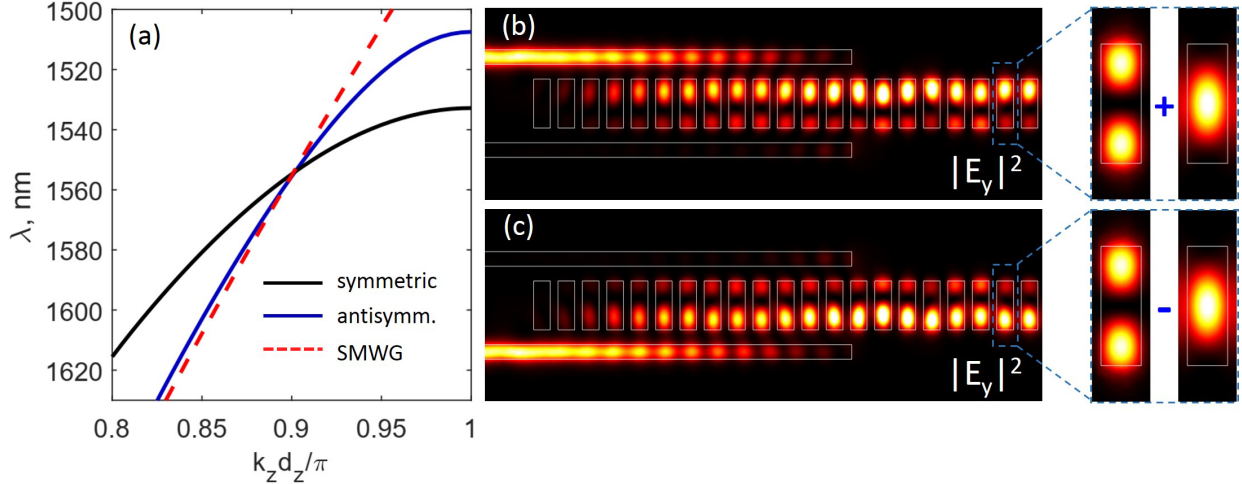 (a)
1500
1520
1540
1560
1580
1600
1620
λ, nm
symmetric
antisymm.
SMWG
0.8
0.85
0.9
0.95
1
k_z d_z/π
(b)
|E_y|²
+
(c)
|E_y|²
-